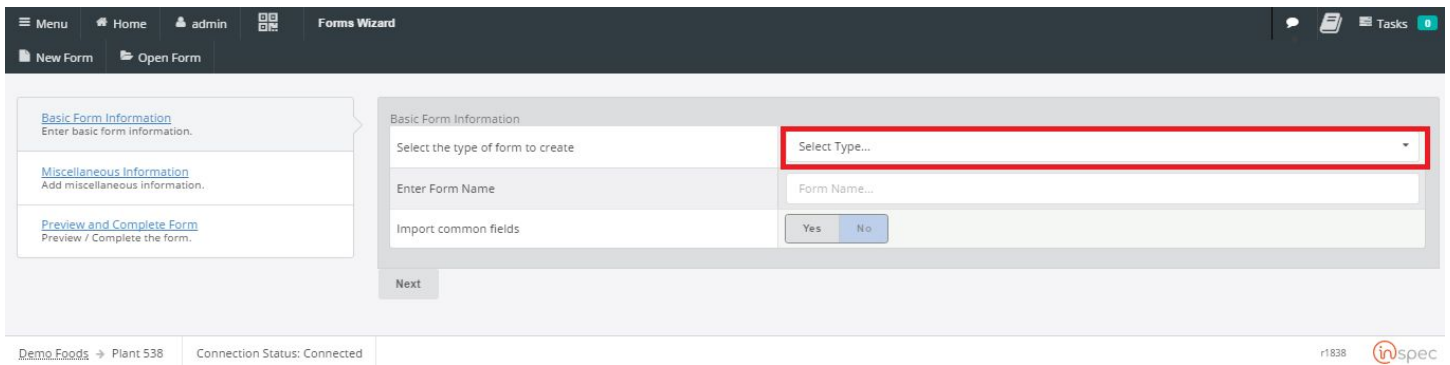 Menu Home admin Forms Wizard Tasks 0
New Form Open Form
Basic Form Information
Enter basic form information.
Miscellaneous Information
Add miscellaneous information.
Preview and Complete Form
Preview / Complete the form.
Basic Form Information
Select the type of form to create Select Type...
Enter Form Name Form Name...
Import common fields Yes No
Next
Demo Foods → Plant 538 Connection Status: Connected r1838 inspec